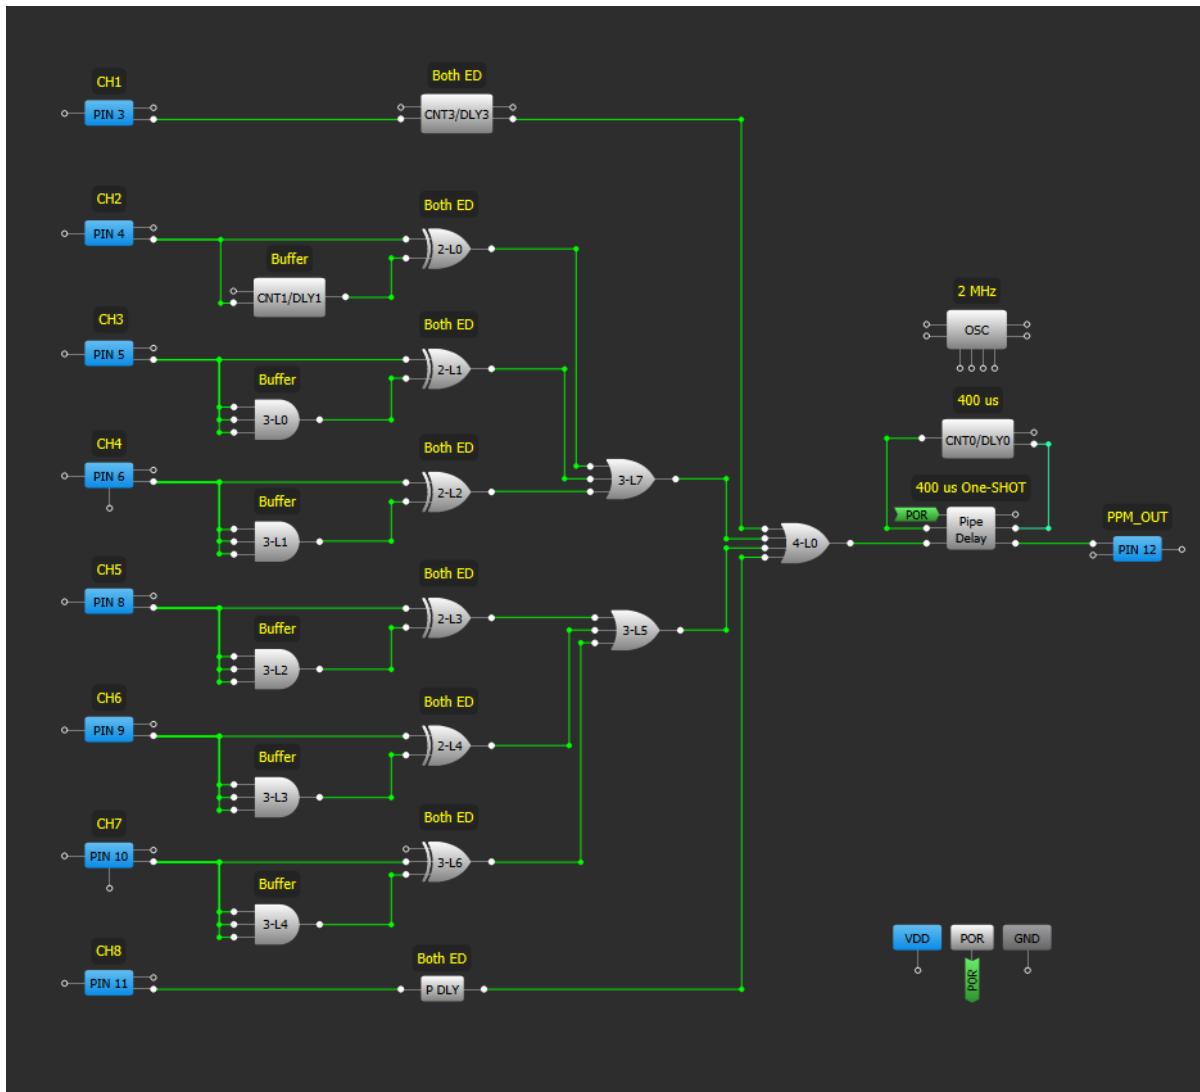 CH1
PIN 3
Both ED
CNT3/DLY3
CH2
PIN 4
Both ED
2-L0
Buffer
CNT1/DLY1
CH3
PIN 5
Both ED
2-L1
Buffer
3-L0
CH4
PIN 6
Both ED
2-L2
Buffer
3-L1
3-L7
CH5
PIN 8
Both ED
2-L3
Buffer
3-L2
3-L5
CH6
PIN 9
Both ED
2-L4
Buffer
3-L3
CH7
PIN 10
Both ED
3-L6
Buffer
3-L4
CH8
PIN 11
Both ED
P DLY
4-L0
2 MHz
OSC
400 us
CNT0/DLY0
400 us One-SHOT
POR
Pipe
Delay
PPM_OUT
PIN 12
VDD
POR
GND
POR